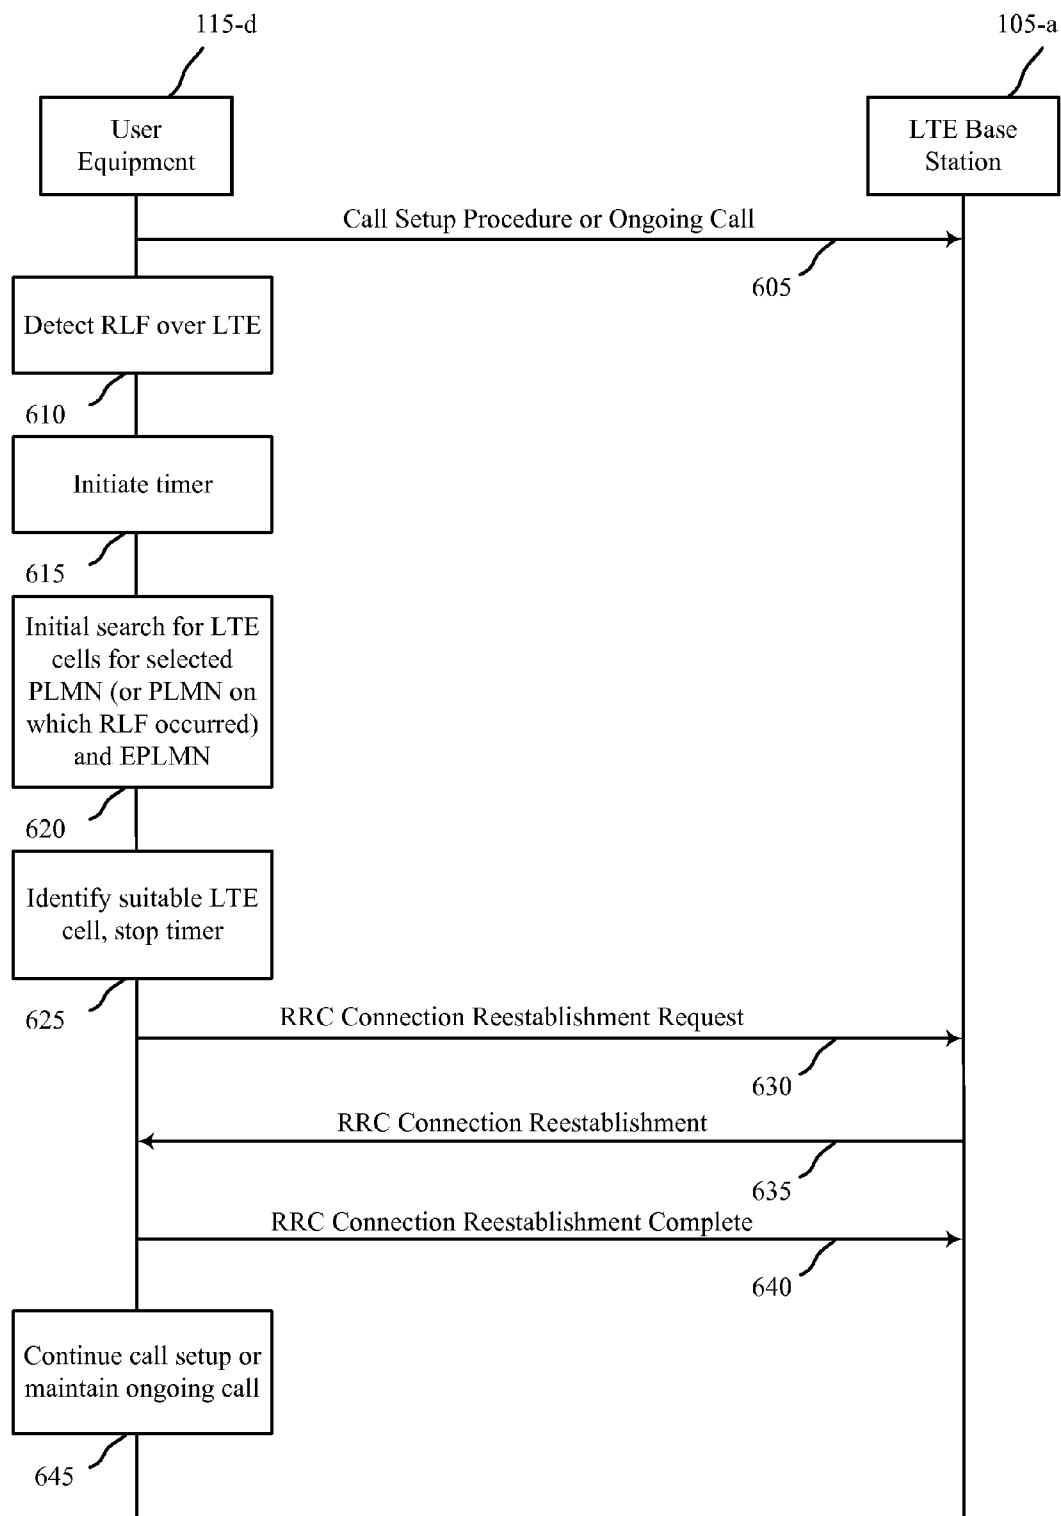 115-d
105-a
User
Equipment
LTE Base
Station
Call Setup Procedure or Ongoing Call
605
Detect RLF over LTE
610
Initiate timer
615
Initial search for LTE
cells for selected
PLMN (or PLMN on
which RLF occurred)
and EPLMN
620
Identify suitable LTE
cell, stop timer
625
RRC Connection Reestablishment Request
630
RRC Connection Reestablishment
635
RRC Connection Reestablishment Complete
640
Continue call setup or
maintain ongoing call
645